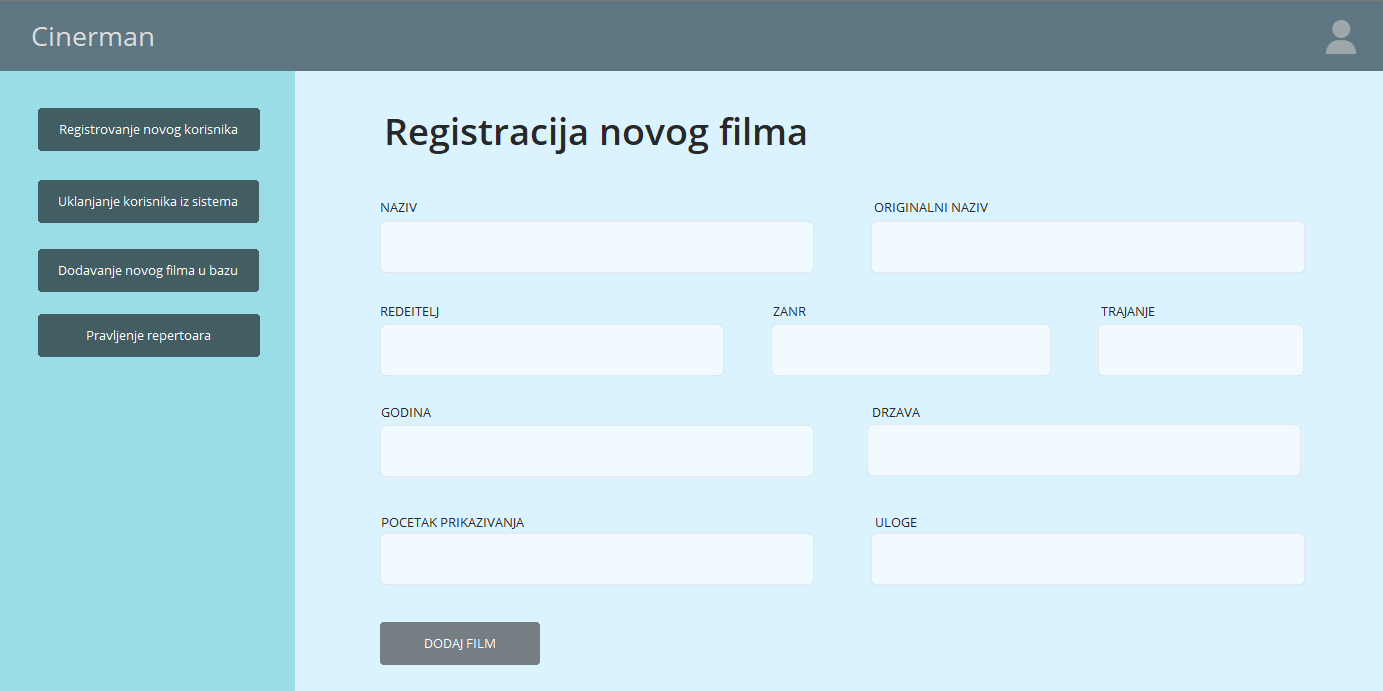 Cinerman
Registrovanje novog korisnika
Uklanjanje korisnika iz sistema
Dodavanje novog filma u bazu
Pravljenje repertoara
Registracija novog filma
NAZIV
ORIGINALNI NAZIV
REDEITELJ
ZANR
TRAJANJE
GODINA
DRZAVA
POCETAK PRIKAZIVANJA
ULOGE
DODAJ FILM